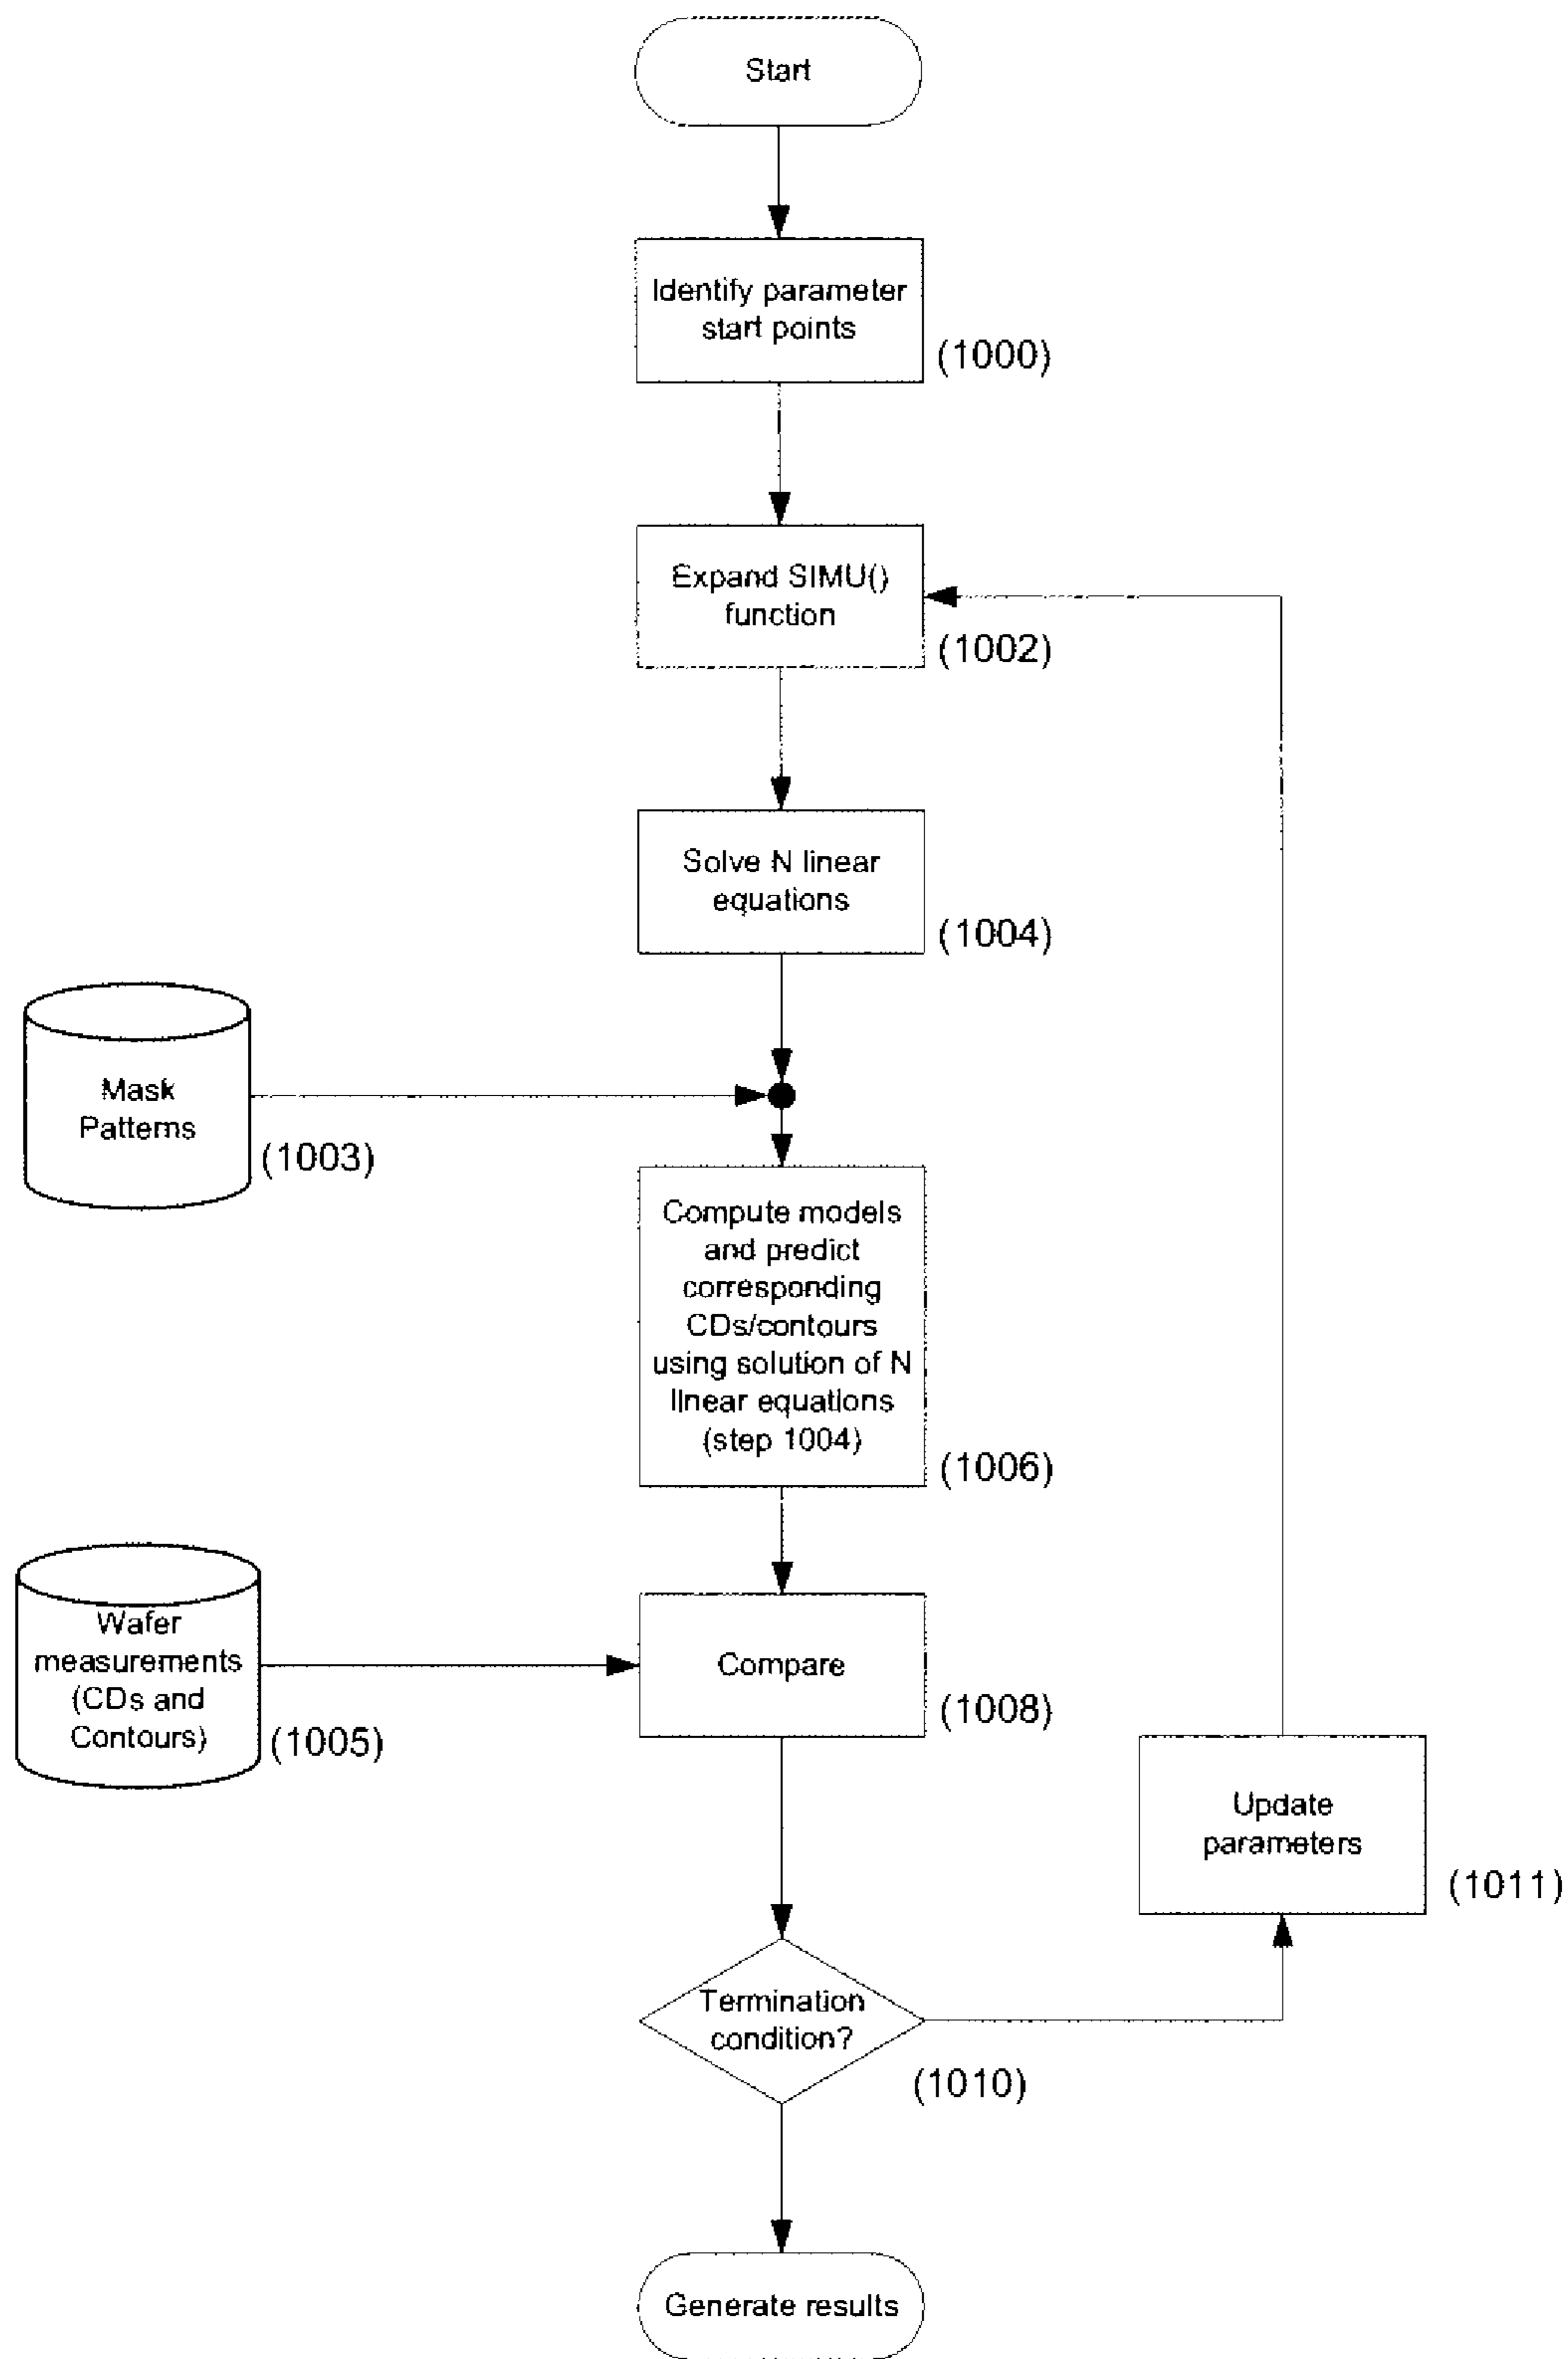 Start
Identify parameter
start points
(1000)
Expand SIMU()
function
(1002)
Solve N linear
equations
(1004)
Mask
Patterns
(1003)
Compute models
and predict
corresponding
CDs/contours
using solution of N
linear equations
(step 1004)
(1006)
Wafer
measurements
(CDs and
Contours)
(1005)
Compare
(1008)
Update
parameters
(1011)
Termination
condition?
(1010)
Generate results